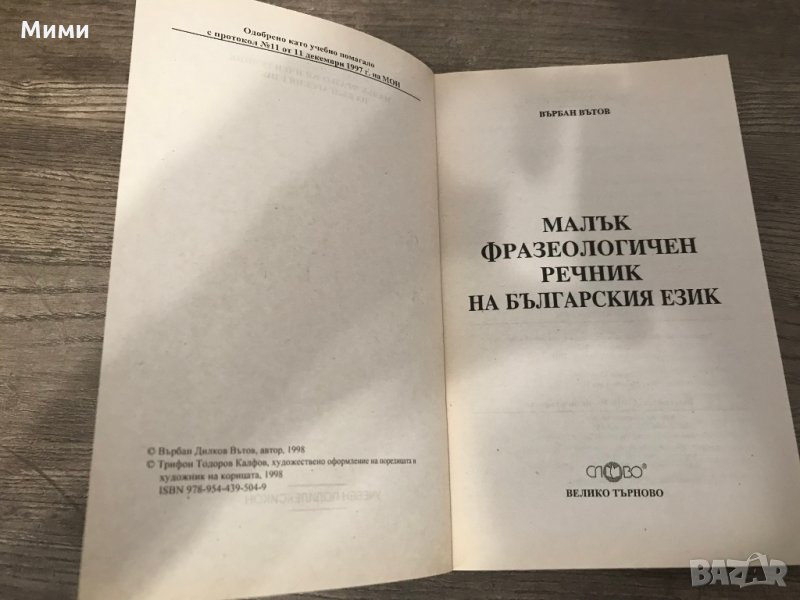 Мими
Одобрено като учебно помагало
с протокол №11 от 11 декември 1997 г. на МОН
© Върбан Дилков Вътов, автор, 1998
© Трифон Тодоров Калфов, художествено оформление на поредицата и
художник на корицата, 1998
ISBN 978-954-439-504-9
ВЪРБАН ВЪТОВ
МАЛЪК
ФРАЗЕОЛОГИЧЕН
РЕЧНИК
НА БЪЛГАРСКИЯ ЕЗИК
СЛОВО®
ВЕЛИКО ТЪРНОВО
BAZAR